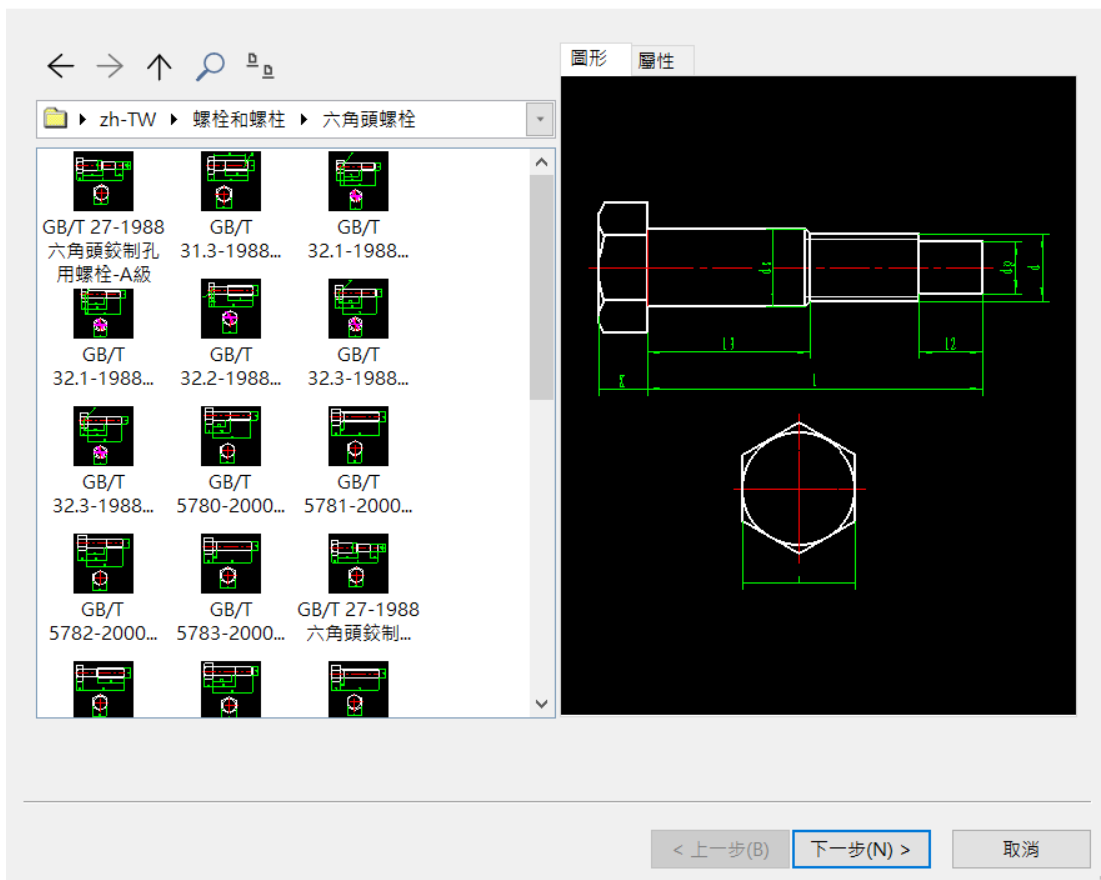 圖形
屬性
zh-TW
螺栓和螺柱
六角頭螺栓
GB/T 27-1988
六角頭鉸制孔
用螺栓-A級
GB/T
31.3-1988...
GB/T
32.1-1988...
GB/T
32.1-1988...
GB/T
32.2-1988...
GB/T
32.3-1988...
GB/T
32.3-1988...
GB/T
5780-2000...
GB/T
5781-2000...
GB/T
5782-2000...
GB/T
5783-2000...
GB/T 27-1988
六角頭鉸制...
ds
d
l3
l2
l
< 上一步(B)
下一步(N) >
取消